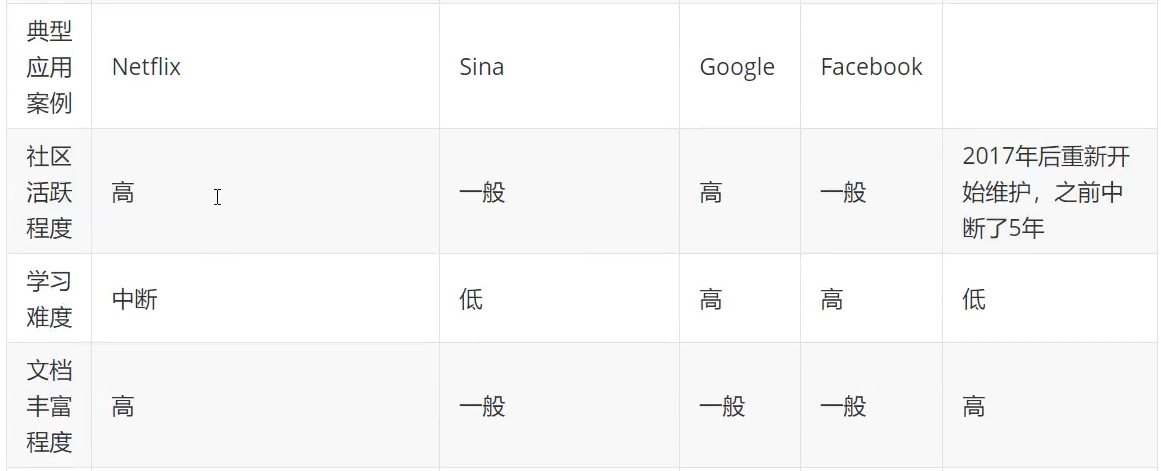 典型
应用
案例
Netflix
Sina
Google
Facebook
社区
活跃
程度
高
一般
高
一般
2017年后重新开
始维护，之前中
断了5年
学习
难度
中断
低
高
高
低
文档
丰富
程度
高
一般
一般
一般
高